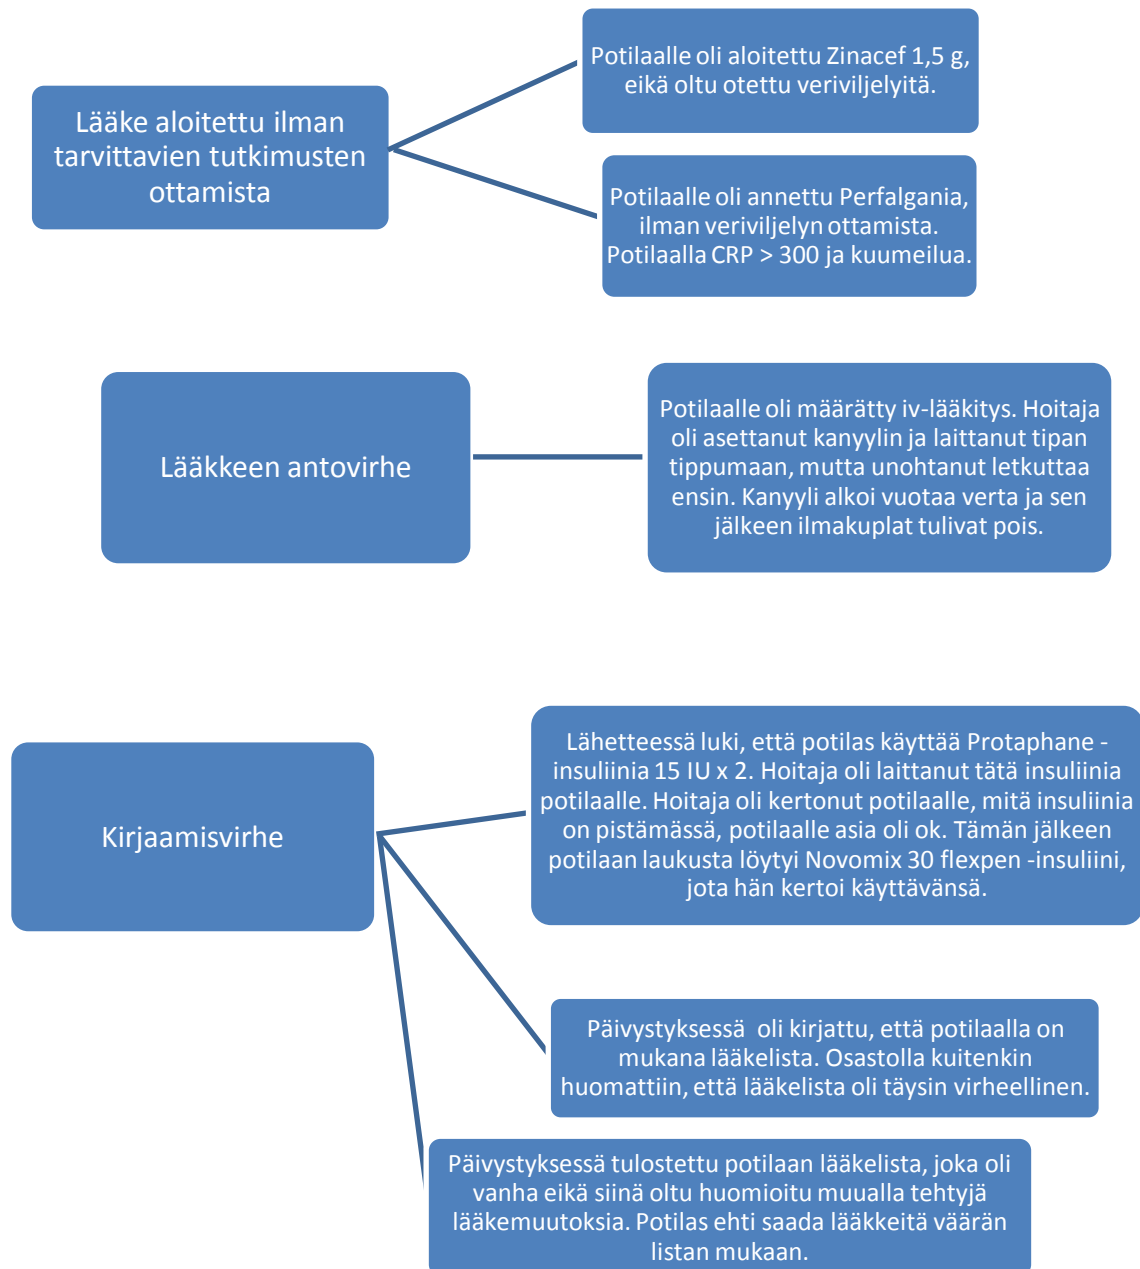 Lääke aloitettu ilman
tarvittavien tutkimusten
ottamista
Potilaalle oli aloitettu Zinacef 1,5 g,
eikä oltu otettu veriviljelyitä.
Potilaalle oli annettu Perfalgania,
ilman veriviljelyn ottamista.
Potilaalla CRP > 300 ja kuumeilua.
Lääkkeen antovirhe
Potilaalle oli määrätty iv-lääkitys. Hoitaja
oli asettanut kanyylin ja laittanut tipan
tippumaan, mutta unohtanut letkuttaa
ensin. Kanyyli alkoi vuotaa verta ja sen
jälkeen ilmakuplat tulivat pois.
Kirjaamisvirhe
Lähetteessä luki, että potilas käyttää Protaphane -
insuliinia 15 IU x 2. Hoitaja oli laittanut tätä insuliinia
potilaalle. Hoitaja oli kertonut potilaalle, mitä insuliinia
on pistämässä, potilaalle asia oli ok. Tämän jälkeen
potilaan laukusta löytyi Novomix 30 flexpen -insuliini,
jota hän kertoi käyttävänsä.
Päivystyksessä oli kirjattu, että potilaalla on
mukana lääkelista. Osastolla kuitenkin
huomattiin, että lääkelista oli täysin virheellinen.
Päivystyksessä tulostettu potilaan lääkelista, joka oli
vanha eikä siinä oltu huomioitu muualla tehtyjä
lääkemuutoksia. Potilas ehti saada lääkkeitä väärän
listan mukaan.